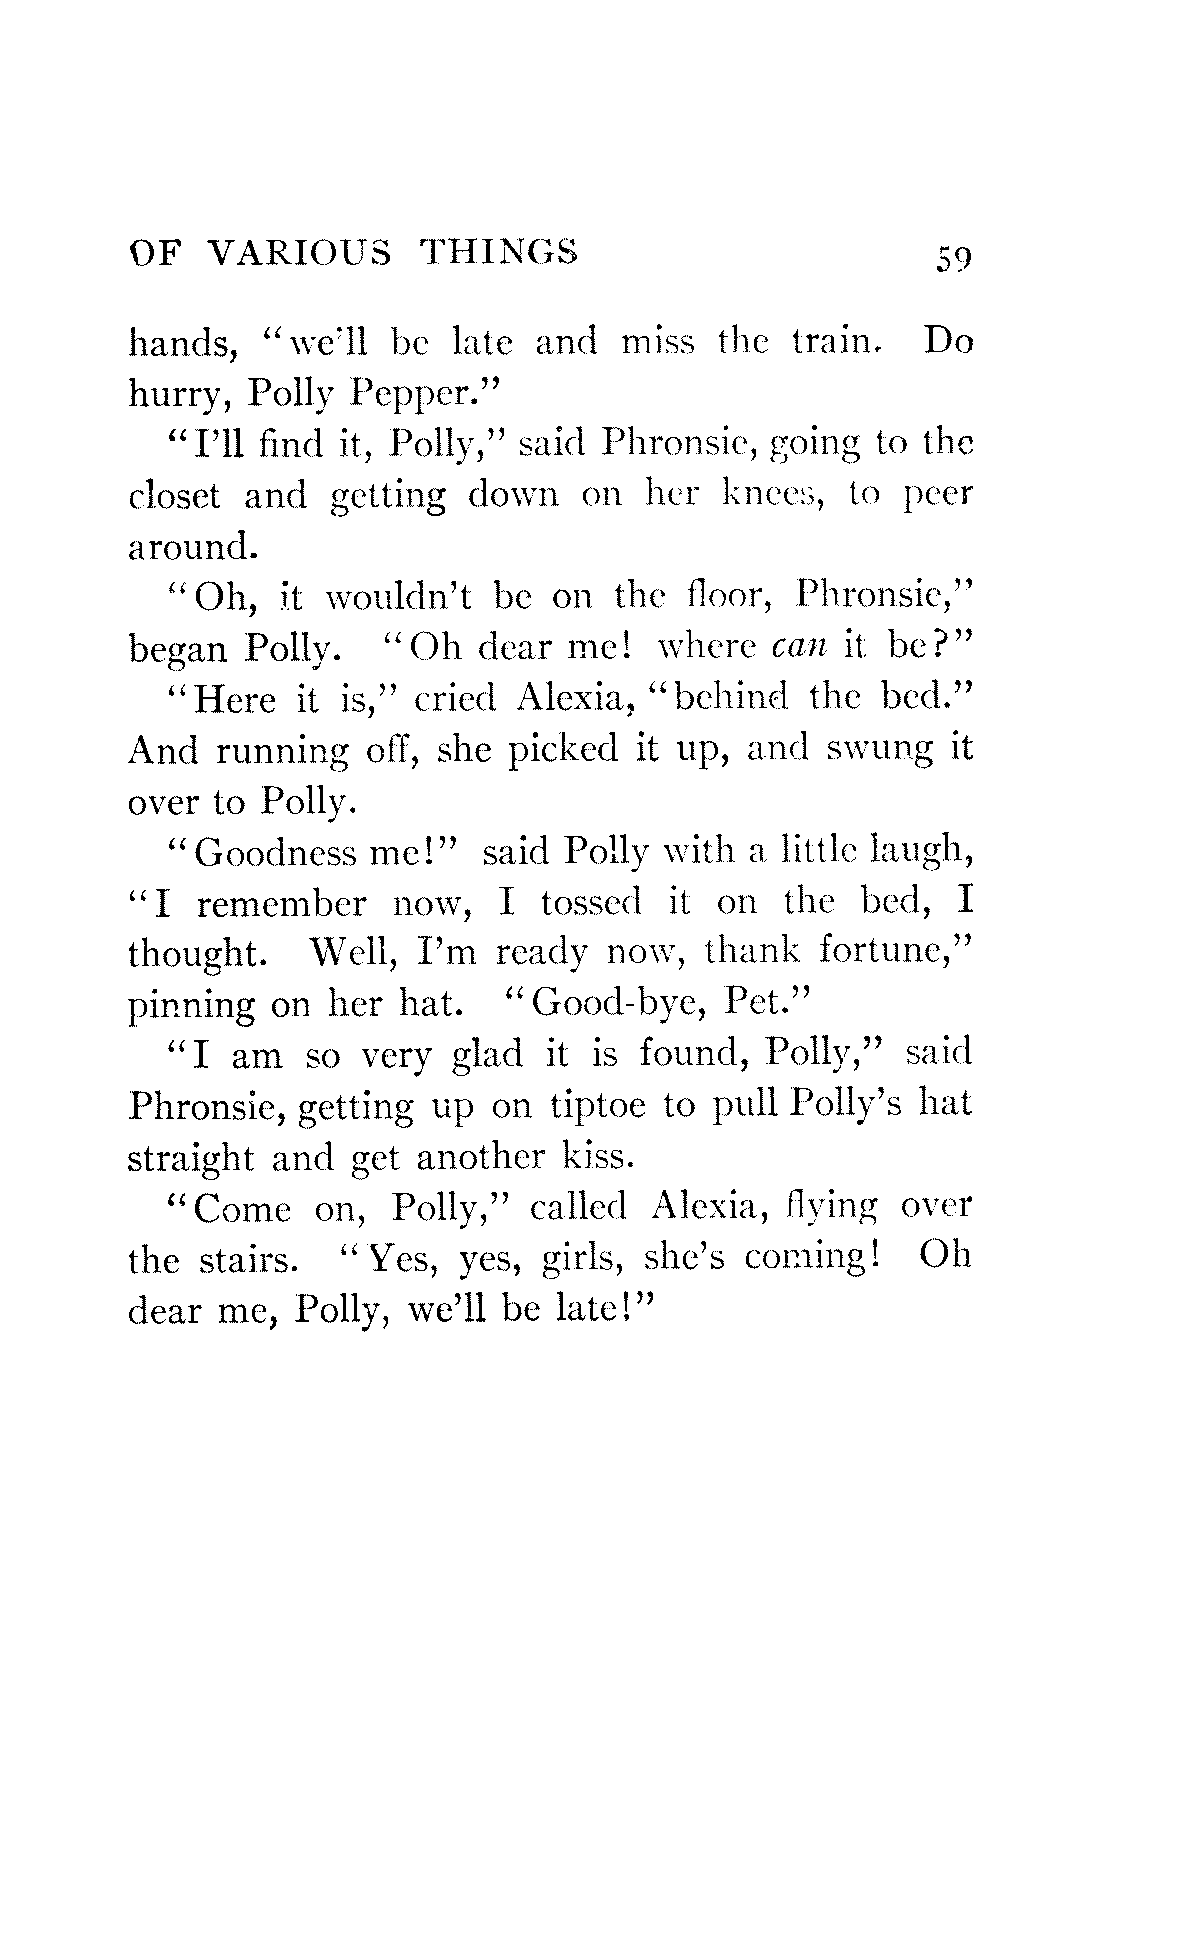 OF VARIOUS THINGS 59
hands, "we'll be late and miss the train. Do
hurry, Polly Pepper."
"I'll find it, Polly," said Phronsie, going to the
closet and getting down on her knees, to peer
around.
"Oh, it wouldn't be on the floor, Phronsie,"
began Polly. "Oh dear me! where can it be?"
"Here it is," cried Alexia, "behind the bed."
And running off, she picked it up, and swung it
over to Polly.
"Goodness me!" said Polly with a little laugh,
"I remember now, I tossed it on the bed, I
thought. Well, I'm ready now, thank fortune,"
pinning on her hat. "Good-bye, Pet."
"I am so very glad it is found, Polly," said
Phronsie, getting up on tiptoe to pull Polly's hat
straight and get another kiss.
"Come on, Polly," called Alexia, flying over
the stairs. "Yes, yes, girls, she's coming! Oh
dear me, Polly, we'll be late!"